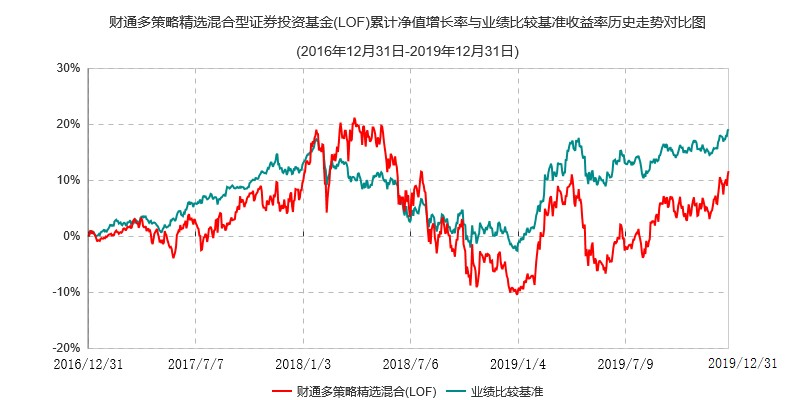 财通多策略精选混合型证券投资基金(LOF)累计净值增长率与业绩比较基准收益率历史走势对比图
(2016年12月31日-2019年12月31日)
30%
20%
10%
0%
-10%
-20%
2016/12/31 2017/7/7 2018/1/3 2018/7/6 2019/1/4 2019/7/9 2019/12/31
财通多策略精选混合(LOF) 业绩比较基准